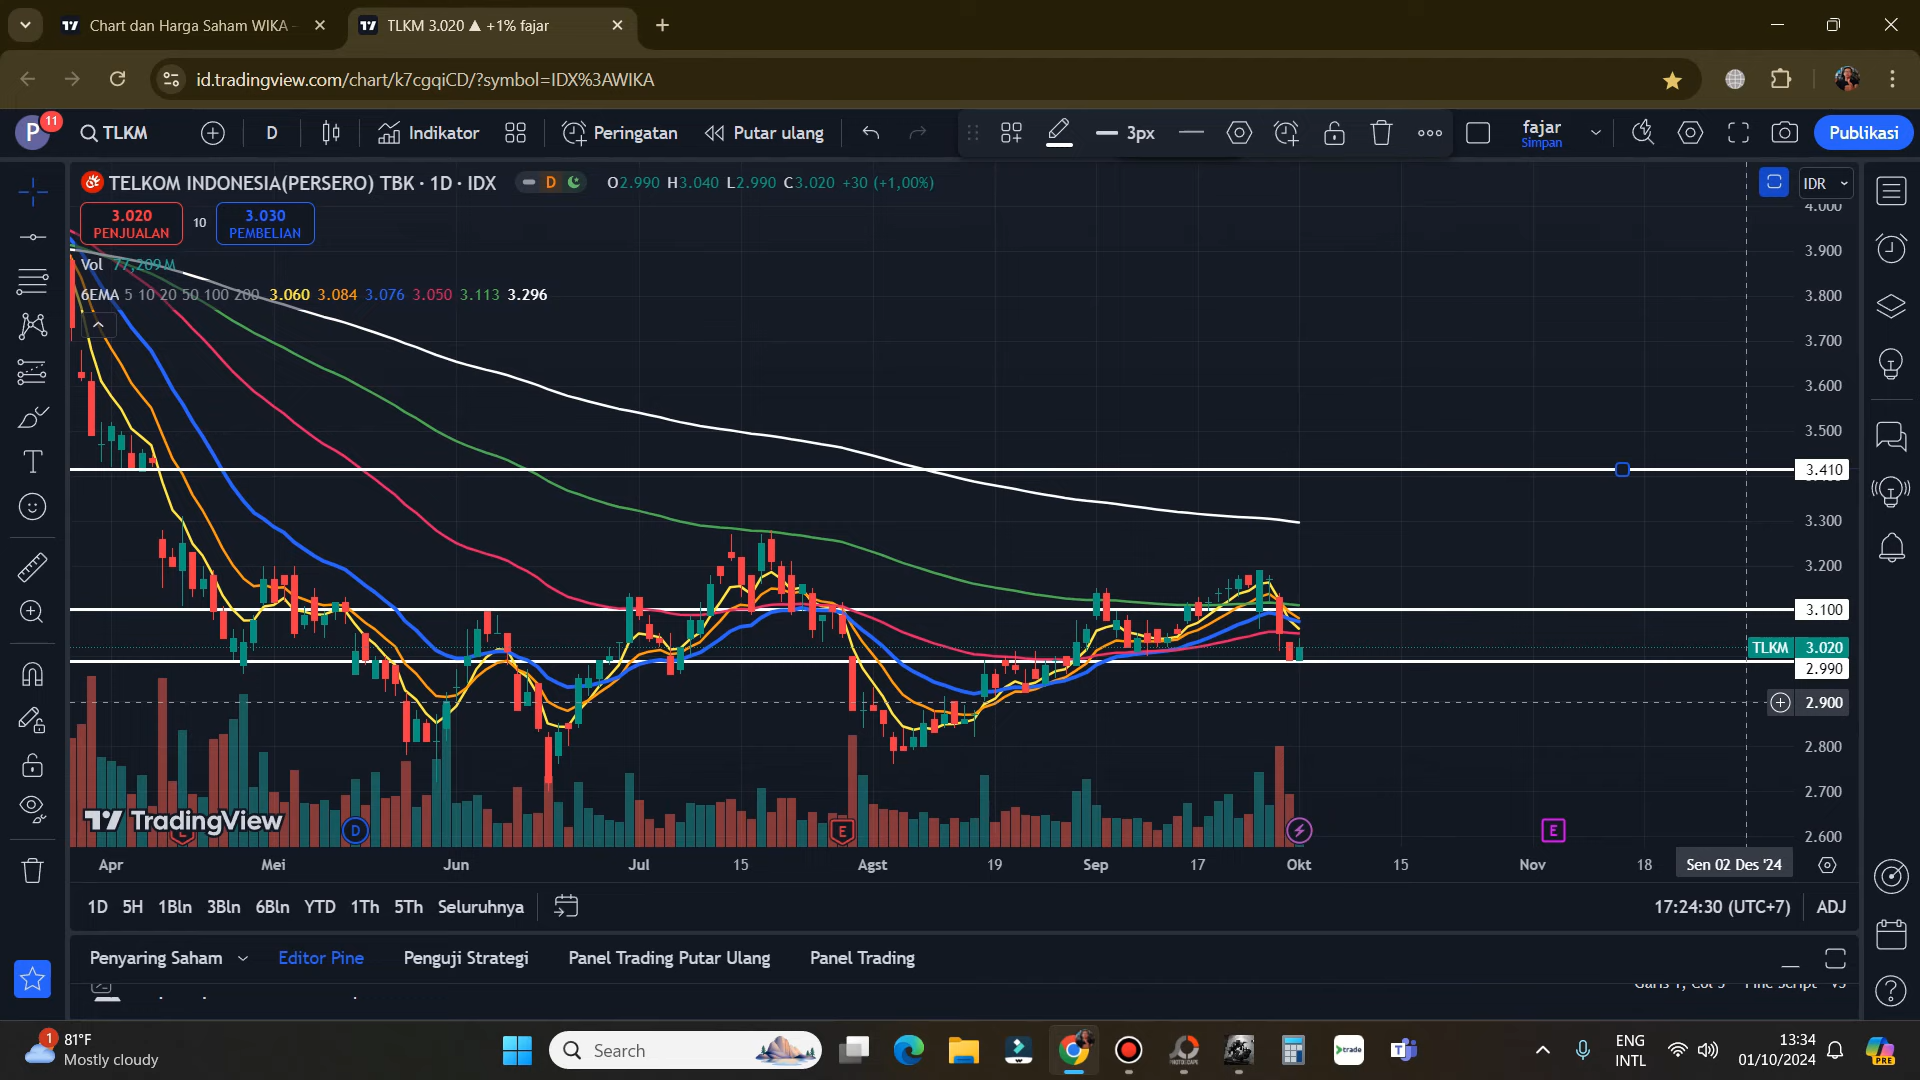 Chart dan Harga Saham WIKA -
TLKM 3.020 ▲ +1% fajar
id.tradingview.com/chart/k7cgqiCD/?symbol=IDX%3AWIKA
P 11 TLKM D Indikator Peringatan Putar ulang 3px fajar Simpan Publikasi
TELKOM INDONESIA(PERSERO) TBK · 1D · IDX D O2.990 H3.040 L2.990 C3.020 +30 (+1,00%) IDR
3.020 PENJUALAN 10 3.030 PEMBELIAN
Vol 77,209M
6EMA 5 10 20 50 100 200 3.060 3.084 3.076 3.050 3.113 3.296
4.000
3.900
3.800
3.700
3.600
3.500
3.410
3.300
3.200
3.100
TLKM 3.020
2.990
2.900
2.800
2.700
2.600
TradingView
D E E
Apr Mei Jun Jul 15 Agst 19 Sep 17 Okt 15 Nov 18 Sen 02 Des '24
1D 5H 1Bln 3Bln 6Bln YTD 1Th 5Th Seluruhnya 17:24:30 (UTC+7) ADJ
Penyaring Saham Editor Pine Penguji Strategi Panel Trading Putar Ulang Panel Trading
1 81°F
Mostly cloudy
Search
trade
ENG
INTL
13:34
01/10/2024
PRE